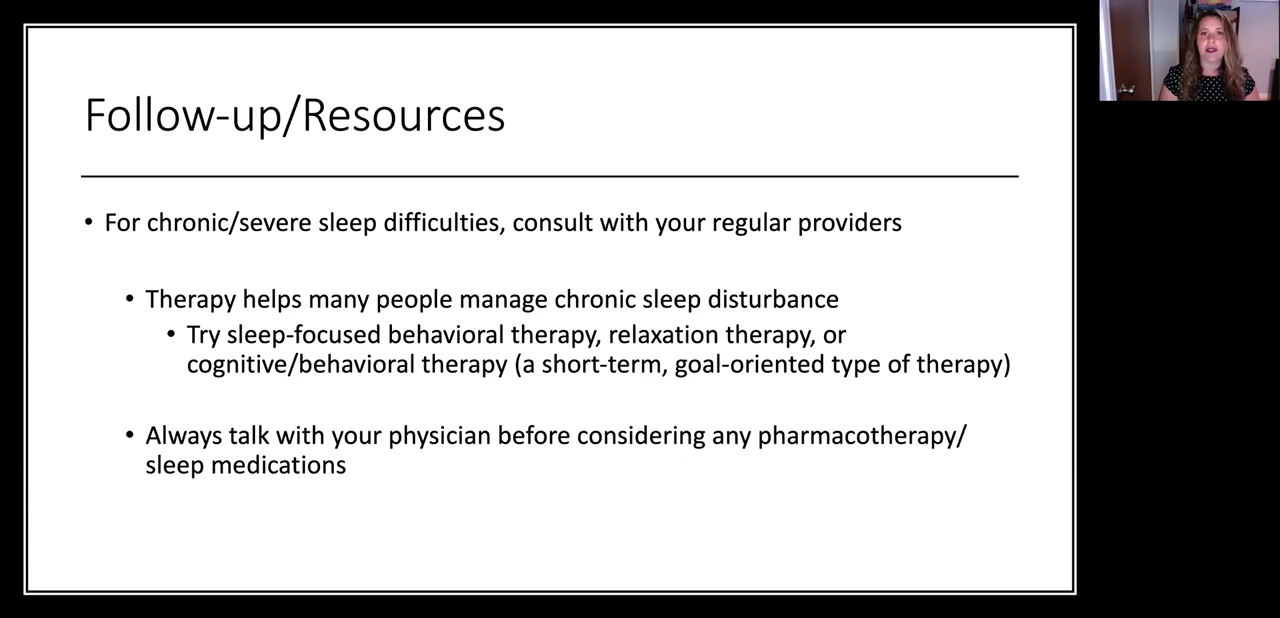 Follow-up/Resources
• For chronic/severe sleep difficulties, consult with your regular providers
• Therapy helps many people manage chronic sleep disturbance
• Try sleep-focused behavioral therapy, relaxation therapy, or
cognitive/behavioral therapy (a short-term, goal-oriented type of therapy)
• Always talk with your physician before considering any pharmacotherapy/
sleep medications